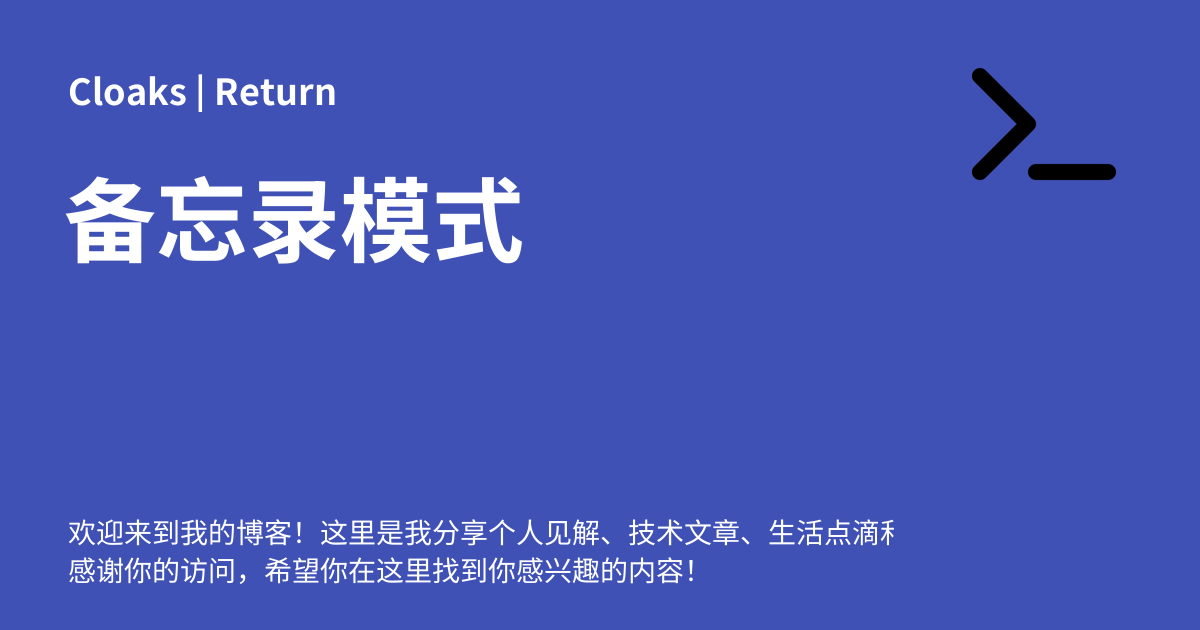 Cloaks | Return
备忘录模式
欢迎来到我的博客！这里是我分享个人见解、技术文章、生活点滴
感谢你的访问，希望你在这里找到你感兴趣的内容！